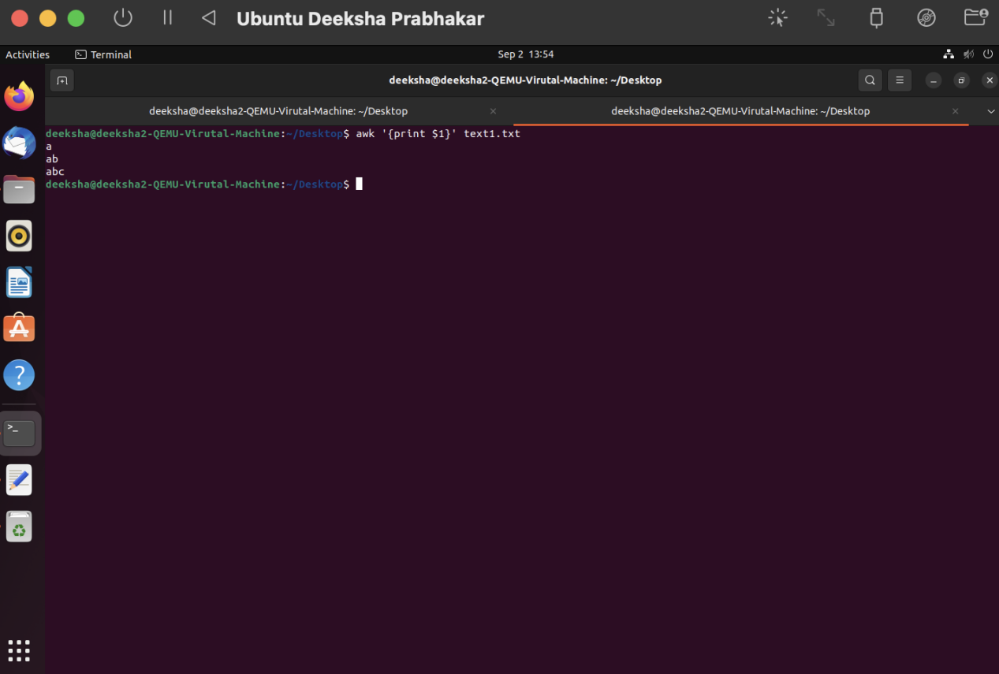 Ubuntu Deeksha Prabhakar
Activities
Terminal
Sep 2 13:54
deeksha@deeksha2-QEMU-Virutal-Machine: ~/Desktop
deeksha@deeksha2-QEMU-Virutal-Machine: ~/Desktop
deeksha@deeksha2-QEMU-Virutal-Machine: ~/Desktop
deeksha@deeksha2-QEMU-Virutal-Machine:~/Desktop$ awk '{print $1}' text1.txt
a
ab
abc
deeksha@deeksha2-QEMU-Virutal-Machine:~/Desktop$